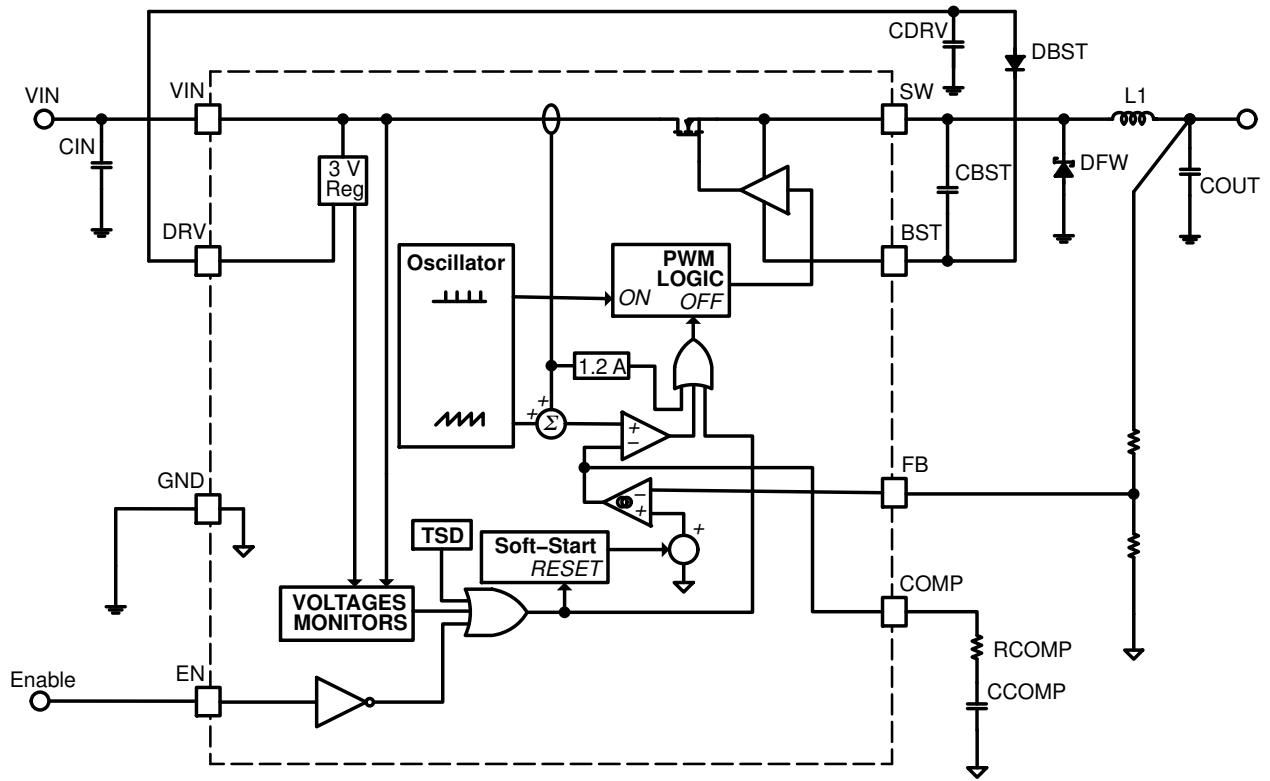 CDRV
DBST
VIN
VIN
SW
L1
CIN
3 V
Reg
CBST
DFW
COUT
DRV
BST
Oscillator
PWM
LOGIC
ON
OFF
1.2 A
+
+
Σ
+
−
FB
GND
−
+
+
TSD
Soft−Start
RESET
COMP
VOLTAGES
MONITORS
RCOMP
Enable
EN
CCOMP